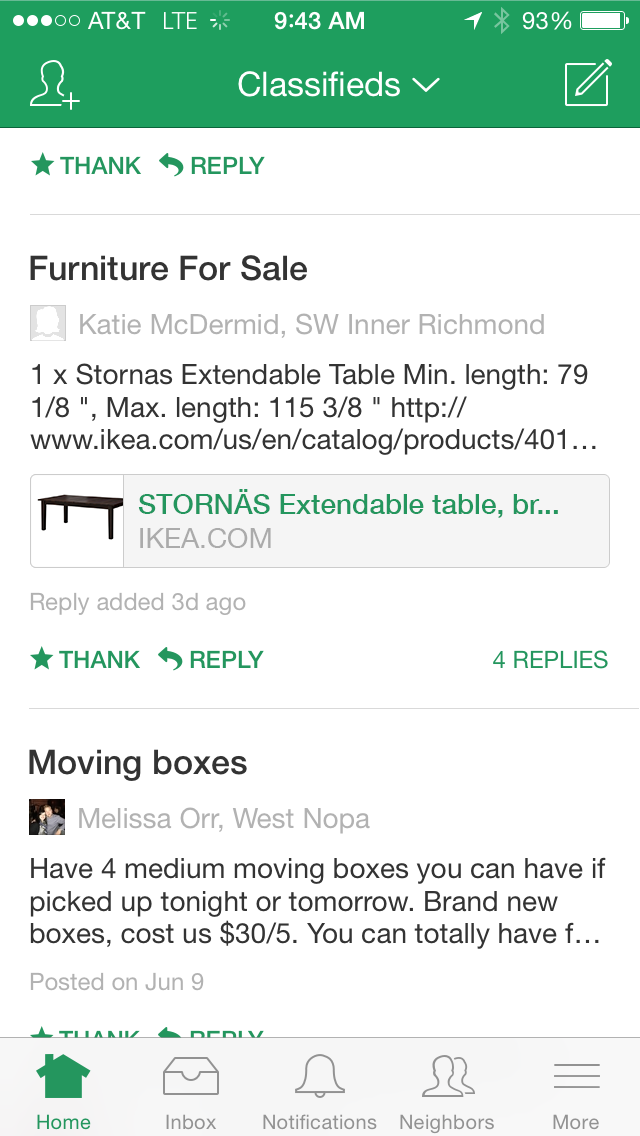 AT&T LTE 9:43 AM 93%
Classifieds
THANK REPLY
Furniture For Sale
Katie McDermid, SW Inner Richmond
1 x Stornas Extendable Table Min. length: 79
1/8 ", Max. length: 115 3/8 " http://
www.ikea.com/us/en/catalog/products/401...
STORNÄS Extendable table, br...
IKEA.COM
Reply added 3d ago
THANK REPLY 4 REPLIES
Moving boxes
Melissa Orr, West Nopa
Have 4 medium moving boxes you can have if
picked up tonight or tomorrow. Brand new
boxes, cost us $30/5. You can totally have f...
Posted on Jun 9
THANK REPLY
Home Inbox Notifications Neighbors More